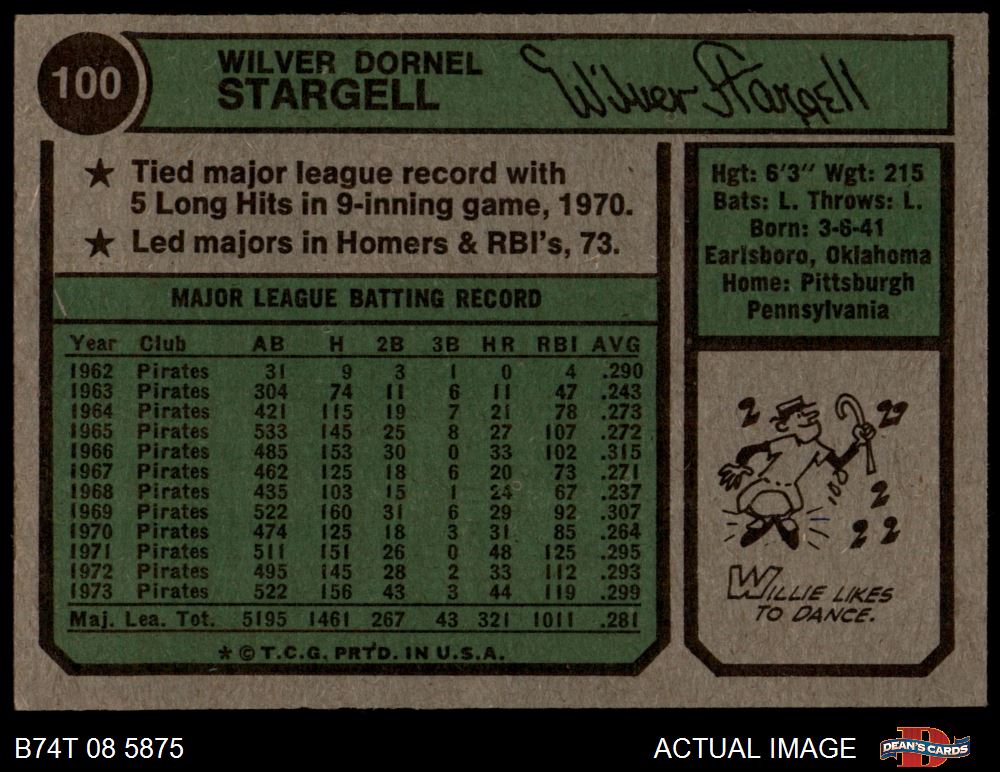 100
WILVER DORNEL
STARGELL
Wilver Stargell
★ Tied major league record with
5 Long Hits in 9-inning game, 1970.
★ Led majors in Homers & RBI's, 73.
MAJOR LEAGUE BATTING RECORD
Year Club AB H 2B 3B HR RBI AVG
1962 Pirates 31 9 3 1 0 4 .290
1963 Pirates 304 74 11 6 11 47 .243
1964 Pirates 421 115 19 7 21 78 .273
1965 Pirates 533 145 25 8 27 107 .272
1966 Pirates 485 153 30 0 33 102 .315
1967 Pirates 462 125 18 6 20 73 .271
1968 Pirates 435 103 15 1 24 67 .237
1969 Pirates 522 160 31 6 29 92 .307
1970 Pirates 474 125 18 3 31 85 .264
1971 Pirates 511 151 26 0 48 125 .295
1972 Pirates 495 145 28 2 33 112 .293
1973 Pirates 522 156 43 3 44 119 .299
Maj. Lea. Tot. 5195 1461 267 43 321 1011 .281
* © T.C.G. PRT'D. IN U.S.A.
Hgt: 6'3" Wgt: 215
Bats: L. Throws: L.
Born: 3-6-41
Earlsboro, Oklahoma
Home: Pittsburgh
Pennsylvania
WILLIE LIKES
TO DANCE.
B74T 08 5875
ACTUAL IMAGE
D
DEAN'S CARDS